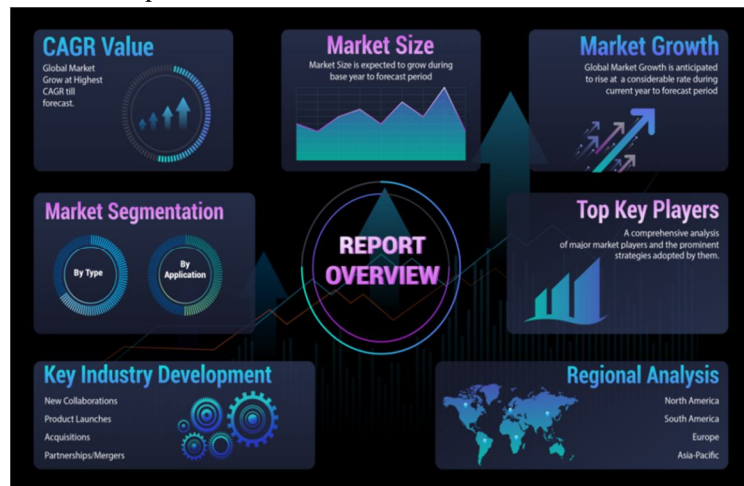 CAGR Value
Global Market
Grow at Highest
CAGR till
forecast.
Market Size
Market Size is expected to grow during
base year to forecast period
Market Growth
Global Market Growth is anticipated
to rise at a considerable rate during
current year to forecast period
Market Segmentation
By Type
By
Application
REPORT
OVERVIEW
Top Key Players
A comprehensive analysis
of major market players and the prominent
strategies adopted by them.
Key Industry Development
New Collaborations
Product Launches
Acquisitions
Partnerships/Mergers
Regional Analysis
North America
South America
Europe
Asia-Pacific